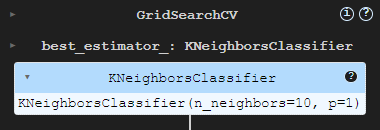 GridSearchCV
best_estimator_: KNeighborsClassifier
KNeighborsClassifier
KNeighborsClassifier(n_neighbors=10, p=1)